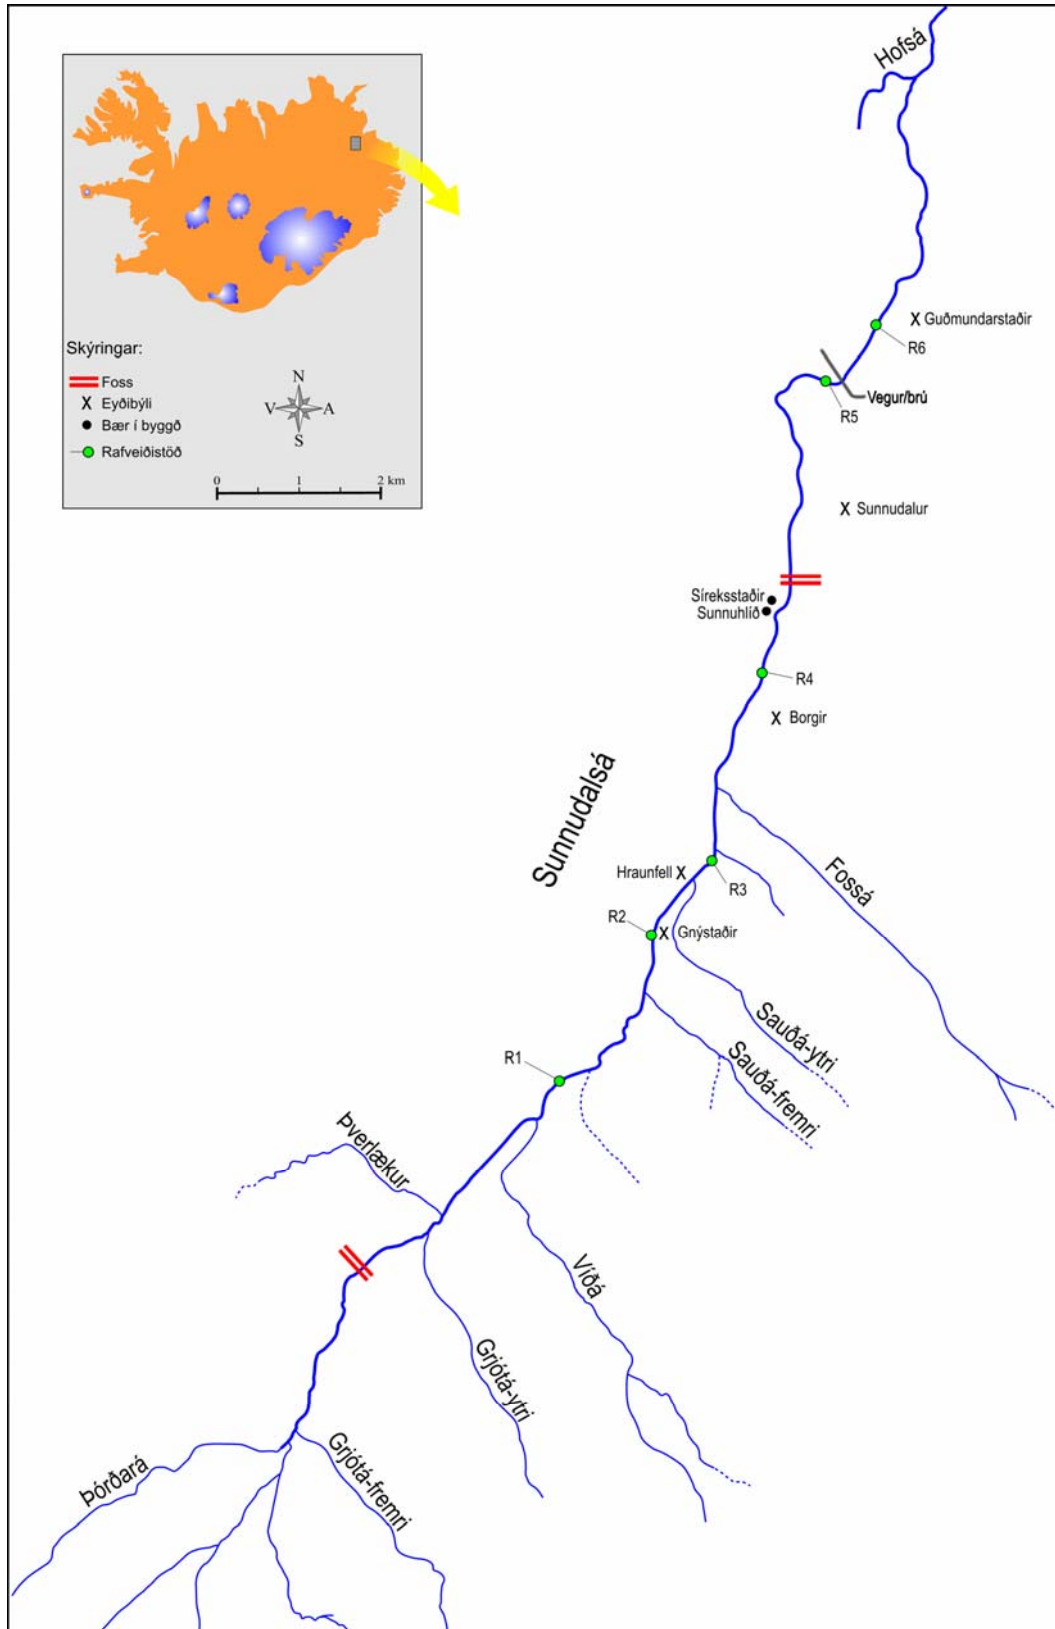 Hofsá
Skýringar:
Foss
Eyðibýli
Bær í byggð
Rafveiðistöð
N
V
A
S
0
1
2 km
Guðmundarstaðir
R6
Vegur/brú
R5
Sunnudalur
Síreksstaðir
Sunnuhlíð
R4
Borgir
Sunnudalsá
Fossá
Hraunfell
R3
R2
Gnýstaðir
Sauðá-ytri
Sauðá-fremri
R1
Þverlækur
Víðá
Grjótá-ytri
Grjótá-fremri
Þórðará